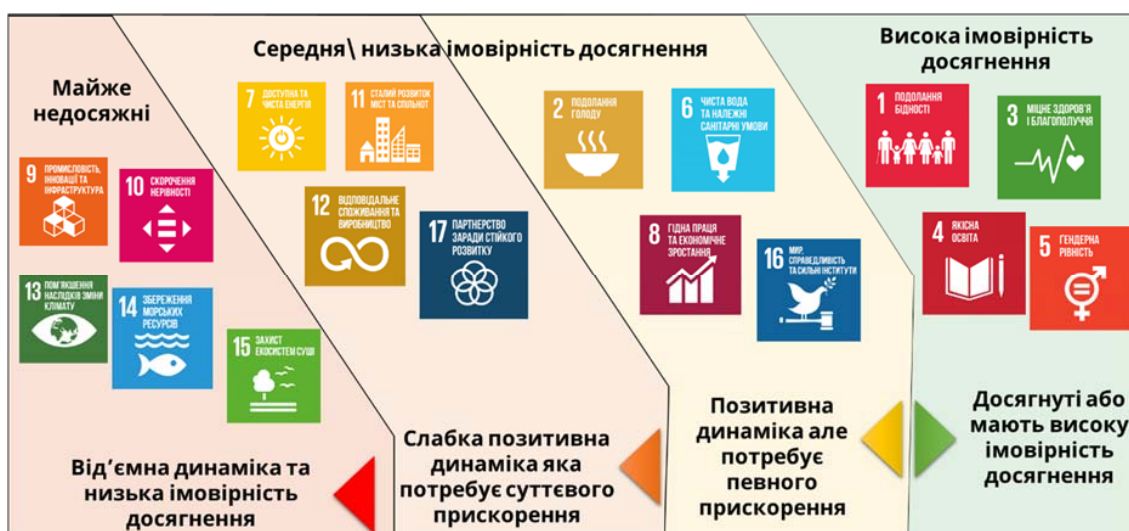 Майже
недосяжні
9 ПРОМИСЛОВІСТЬ,
ІННОВАЦІЇ ТА
ІНФРАСТРУКТУРА
10 СКОРОЧЕННЯ
НЕРІВНОСТІ
13 ПОМ'ЯКШЕННЯ
НАСЛІДКІВ ЗМІНИ
КЛІМАТУ
14 ЗБЕРЕЖЕННЯ
МОРСЬКИХ
РЕСУРСІВ
15 ЗАХИСТ
ЕКОСИСТЕМ СУШІ
Від’ємна динаміка та
низька імовірність
досягнення
Середня\ низька імовірність досягнення
7 ДОСТУПНА ТА
ЧИСТА ЕНЕРГІЯ
11 СТАЛИЙ РОЗВИТОК
МІСТ ТА СПІЛЬНОТ
12 ВІДПОВІДАЛЬНЕ
СПОЖИВАННЯ ТА
ВИРОБНИЦТВО
17 ПАРТНЕРСТВО
ЗАРАДИ СТІЙКОГО
РОЗВИТКУ
Слабка позитивна
динаміка яка
потребує суттєвого
прискорення
2 ПОДОЛАННЯ
ГОЛОДУ
6 ЧИСТА ВОДА
ТА НАЛЕЖНІ
САНІТАРНІ УМОВИ
8 ГІДНА ПРАЦЯ
ТА ЕКОНОМІЧНЕ
ЗРОСТАННЯ
16 МИР,
СПРАВЕДЛИВІСТЬ
ТА СИЛЬНІ ІНСТИТУТИ
Позитивна
динаміка але
потребує
певного
прискорення
Висока імовірність
досягнення
1 ПОДОЛАННЯ
БІДНОСТІ
3 МІЦНЕ ЗДОРОВ'Я
І БЛАГОПОЛУЧЧЯ
4 ЯКІСНА
ОСВІТА
5 ГЕНДЕРНА
РІВНІСТЬ
Досягнуті або
мають високу
імовірність
досягнення